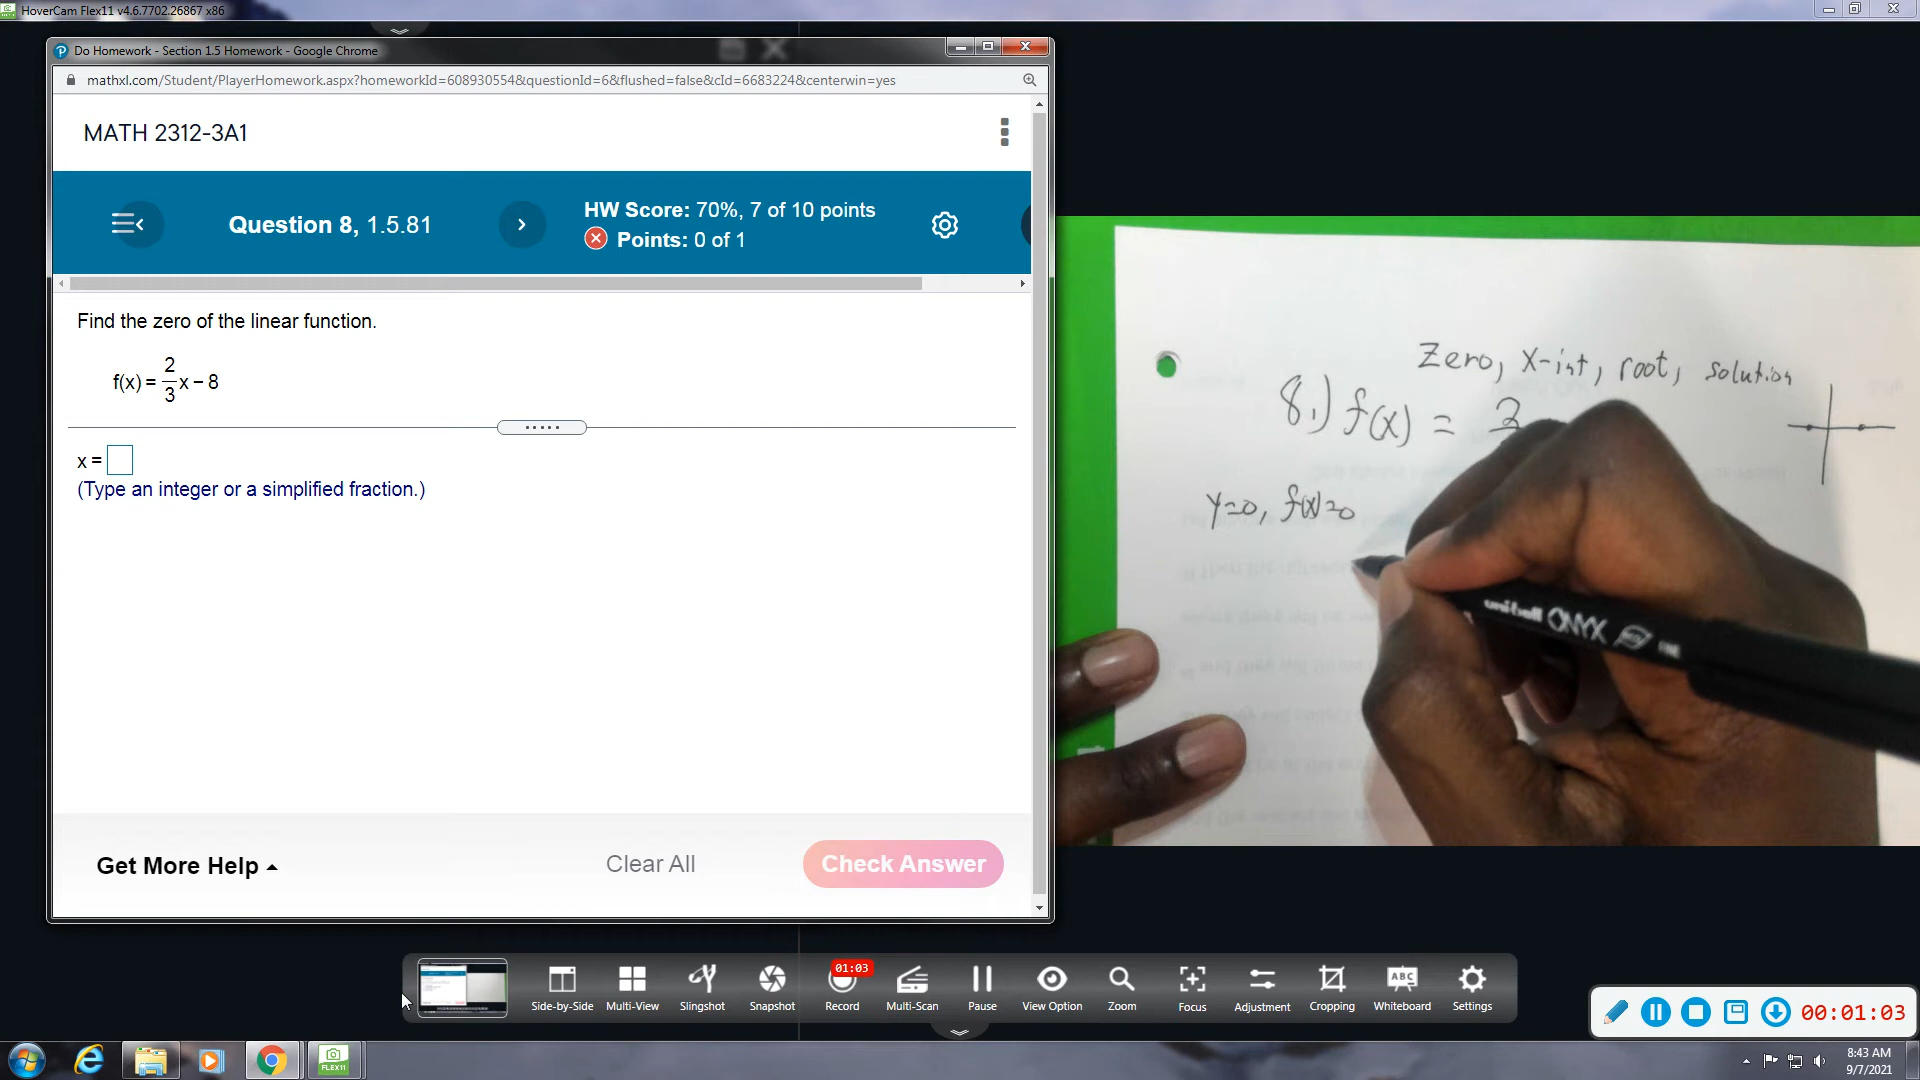 HoverCam Flex11 v4.6.7702.26867 x86
Do Homework - Section 1.5 Homework - Google Chrome
mathxl.com/Student/PlayerHomework.aspx?homeworkId=608930554&questionId=6&flushed=false&cId=6683224&centerwin=yes
MATH 2312-3A1
Question 8, 1.5.81
HW Score: 70%, 7 of 10 points
Points: 0 of 1
Find the zero of the linear function.
f(x) = 2/3 x - 8
x =
(Type an integer or a simplified fraction.)
Get More Help
Clear All
Check Answer
Zero, x-int, root, solution
8.) f(x) = 2
y=0, f(x)=0
uniball ONYX FINE
01:03
Side-by-Side Multi-View Slingshot Snapshot Record Multi-Scan Pause View Option Zoom Focus Adjustment Cropping Whiteboard Settings
ABC
00:01:03
FLEX11
8:43 AM
9/7/2021